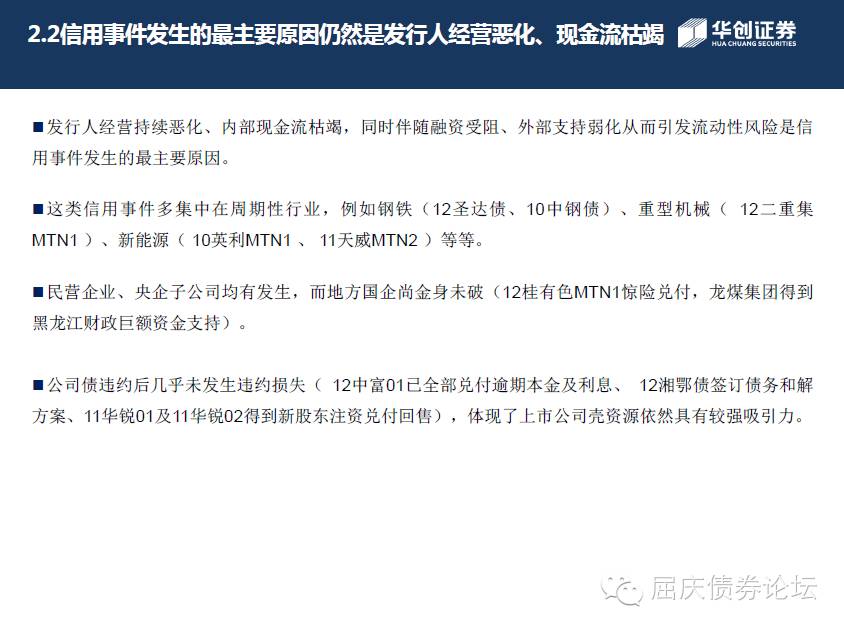 2.2信用事件发生的最主要原因仍然是发行人经营恶化、现金流枯竭
华创证券
HUA CHUANG SECURITIES
■发行人经营持续恶化、内部现金流枯竭，同时伴随融资受阻、外部支持弱化从而引发流动性风险是信
用事件发生的最主要原因。
■这类信用事件多集中在周期性行业，例如钢铁（12圣达债、10中钢债）、重型机械（ 12二重集
MTN1 ）、新能源（ 10英利MTN1 、 11天威MTN2 ）等等。
■民营企业、央企子公司均有发生，而地方国企尚金身未破（12桂有色MTN1惊险兑付，龙煤集团得到
黑龙江财政巨额资金支持）。
■公司债违约后几乎未发生违约损失（ 12中富01已全部兑付逾期本金及利息、 12湘鄂债签订债务和解
方案、11华锐01及11华锐02得到新股东注资兑付回售），体现了上市公司壳资源依然具有较强吸引力。
屈庆债券论坛